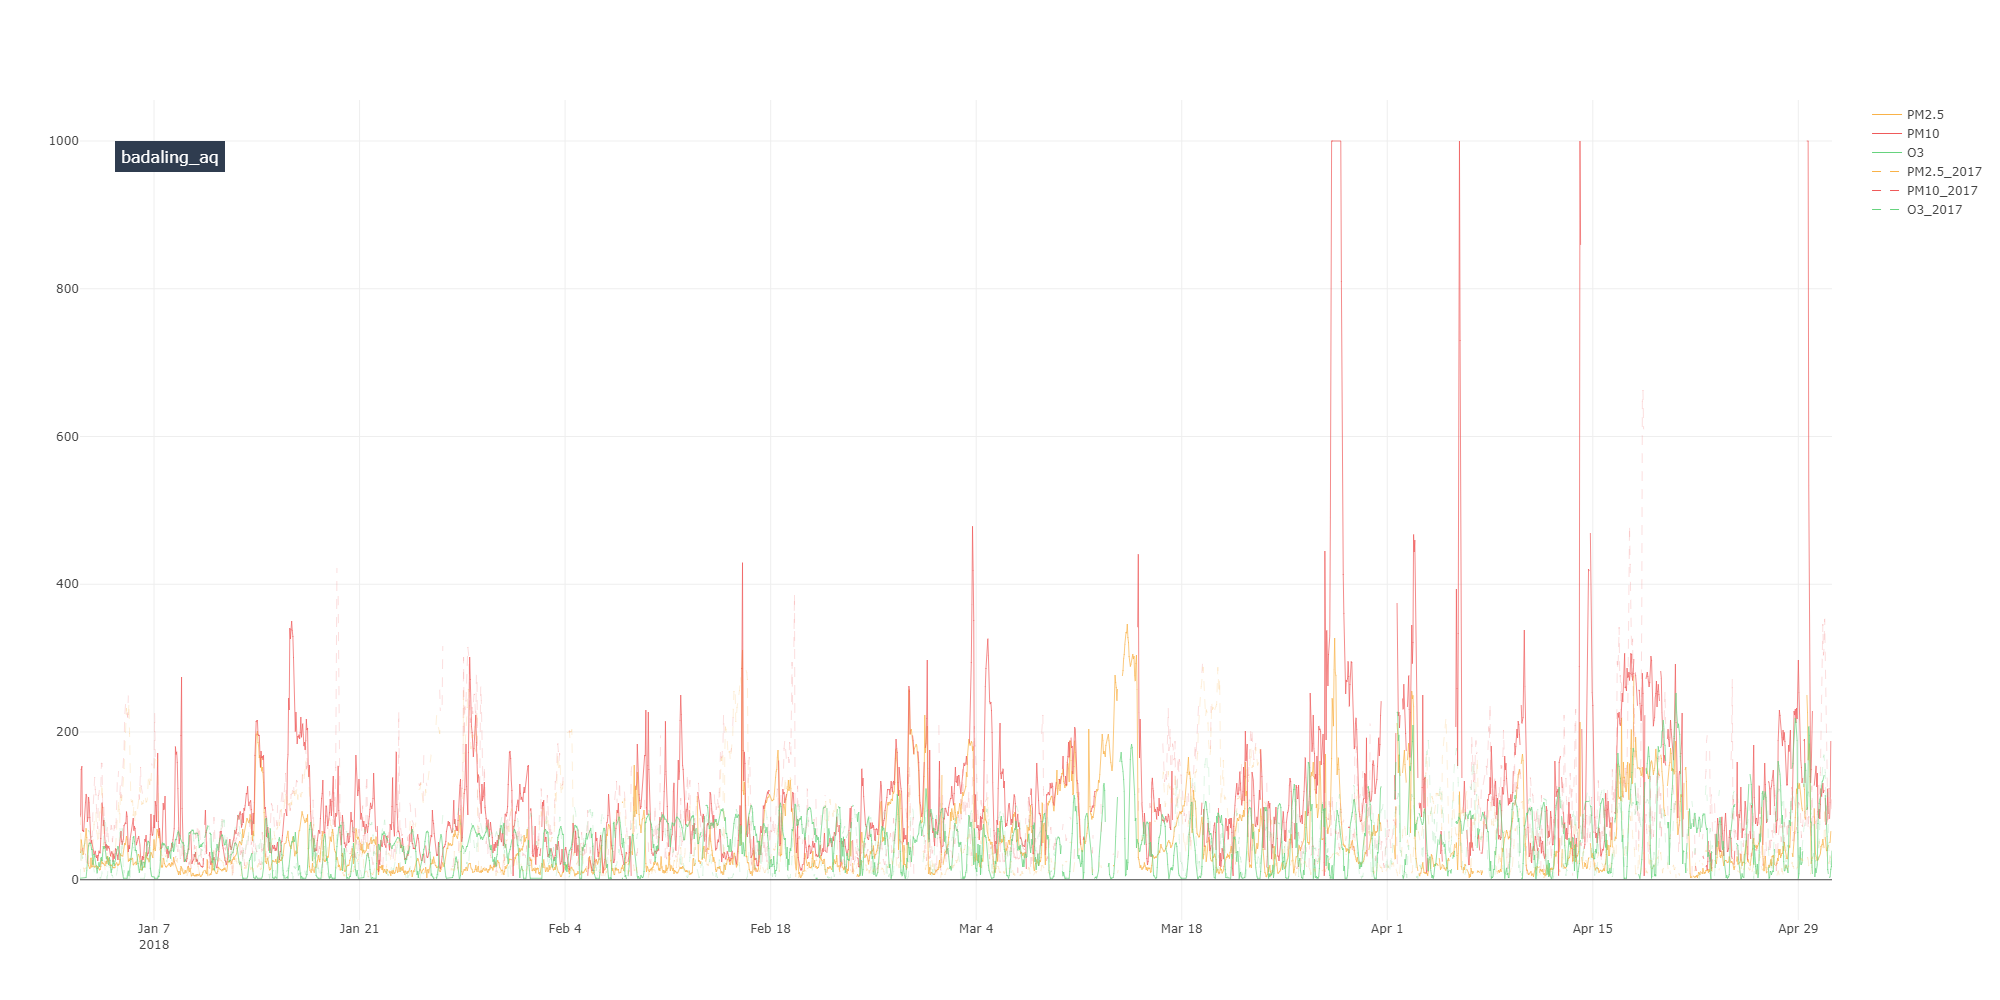 badaling_aq
1000
800
600
400
200
0
Jan 7
2018
Jan 21
Feb 4
Feb 18
Mar 4
Mar 18
Apr 1
Apr 15
Apr 29
PM2.5
PM10
O3
PM2.5_2017
PM10_2017
O3_2017